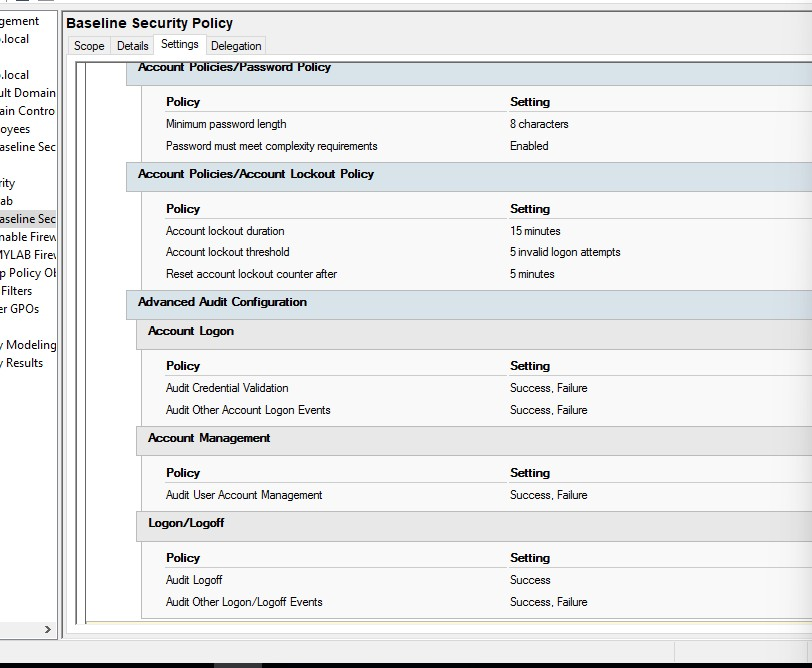 Baseline Security Policy
Scope Details Settings Delegation
gement
.local
.local
ult Domain
ain Contro
oyees
aseline Sec
rity
ab
aseline Sec
nable Firew
MYLAB Firew
p Policy Ob
Filters
er GPOs
y Modeling
y Results
Account Policies/Password Policy
Policy Setting
Minimum password length 8 characters
Password must meet complexity requirements Enabled
Account Policies/Account Lockout Policy
Policy Setting
Account lockout duration 15 minutes
Account lockout threshold 5 invalid logon attempts
Reset account lockout counter after 5 minutes
Advanced Audit Configuration
Account Logon
Policy Setting
Audit Credential Validation Success, Failure
Audit Other Account Logon Events Success, Failure
Account Management
Policy Setting
Audit User Account Management Success, Failure
Logon/Logoff
Policy Setting
Audit Logoff Success
Audit Other Logon/Logoff Events Success, Failure